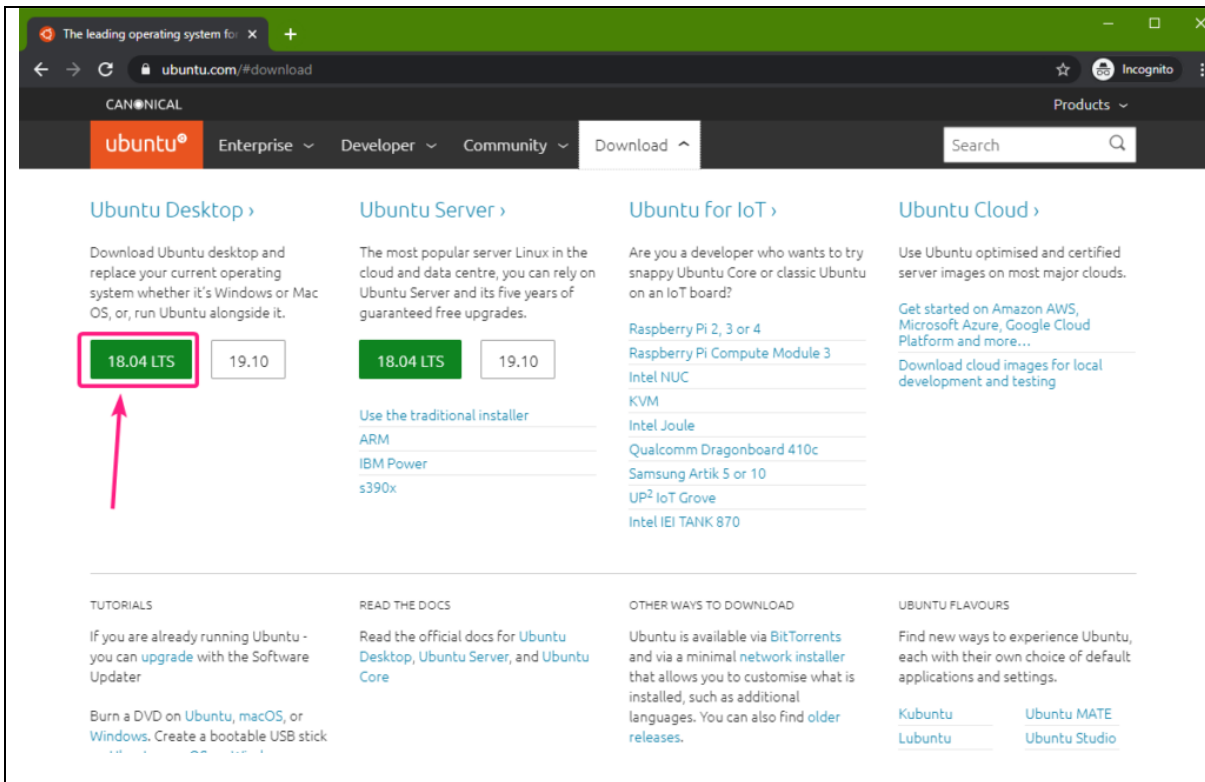 The leading operating system for
ubuntu.com/#download
Incognito
CANONICAL
Products
ubuntu®
Enterprise
Developer
Community
Download
Search
Ubuntu Desktop ›
Download Ubuntu desktop and
replace your current operating
system whether it's Windows or Mac
OS, or, run Ubuntu alongside it.
18.04 LTS
19.10
Ubuntu Server ›
The most popular server Linux in the
cloud and data centre, you can rely on
Ubuntu Server and its five years of
guaranteed free upgrades.
18.04 LTS
19.10
Use the traditional installer
ARM
IBM Power
s390x
Ubuntu for IoT ›
Are you a developer who wants to try
snappy Ubuntu Core or classic Ubuntu
on an IoT board?
Raspberry Pi 2, 3 or 4
Raspberry Pi Compute Module 3
Intel NUC
KVM
Intel Joule
Qualcomm Dragonboard 410c
Samsung Artik 5 or 10
UP² IoT Grove
Intel IEI TANK 870
Ubuntu Cloud ›
Use Ubuntu optimised and certified
server images on most major clouds.
Get started on Amazon AWS,
Microsoft Azure, Google Cloud
Platform and more...
Download cloud images for local
development and testing
TUTORIALS
If you are already running Ubuntu -
you can upgrade with the Software
Updater
Burn a DVD on Ubuntu, macOS, or
Windows. Create a bootable USB stick
READ THE DOCS
Read the official docs for Ubuntu
Desktop, Ubuntu Server, and Ubuntu
Core
OTHER WAYS TO DOWNLOAD
Ubuntu is available via BitTorrents
and via a minimal network installer
that allows you to customise what is
installed, such as additional
languages. You can also find older
releases.
UBUNTU FLAVOURS
Find new ways to experience Ubuntu,
each with their own choice of default
applications and settings.
Kubuntu
Ubuntu MATE
Lubuntu
Ubuntu Studio